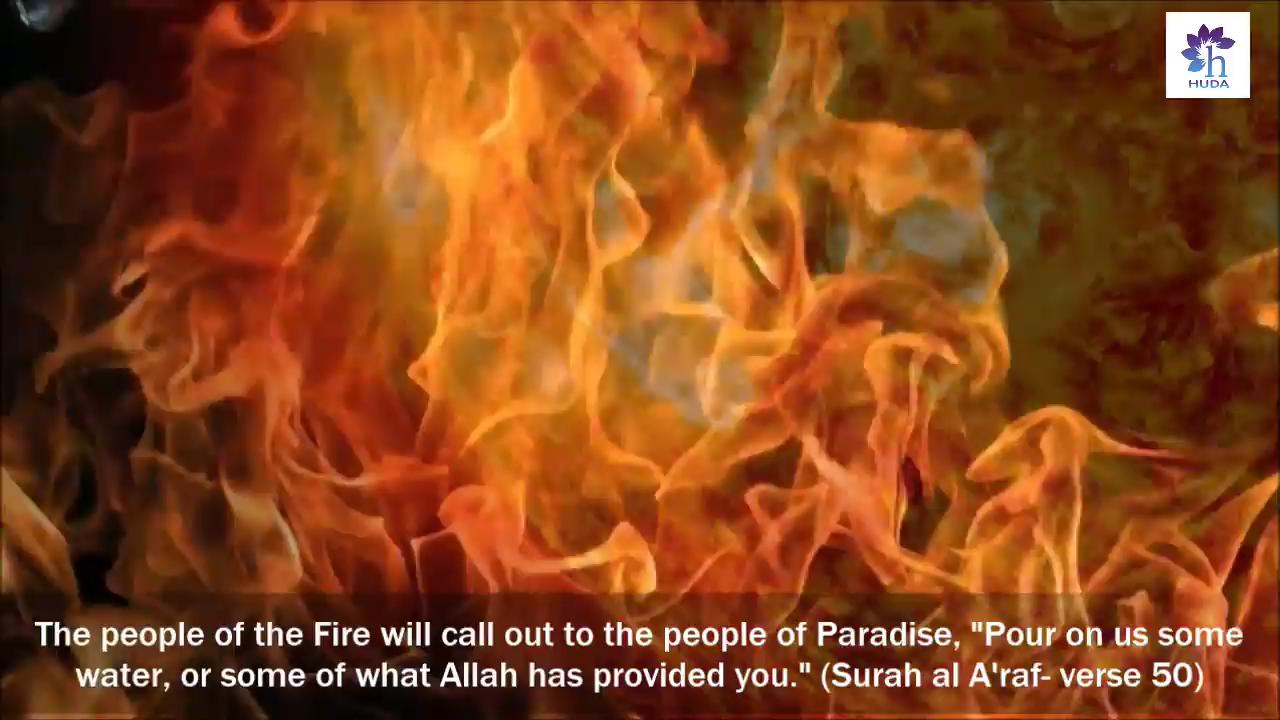 h
HUDA
The people of the Fire will call out to the people of Paradise, "Pour on us some
water, or some of what Allah has provided you." (Surah al A'raf- verse 50)